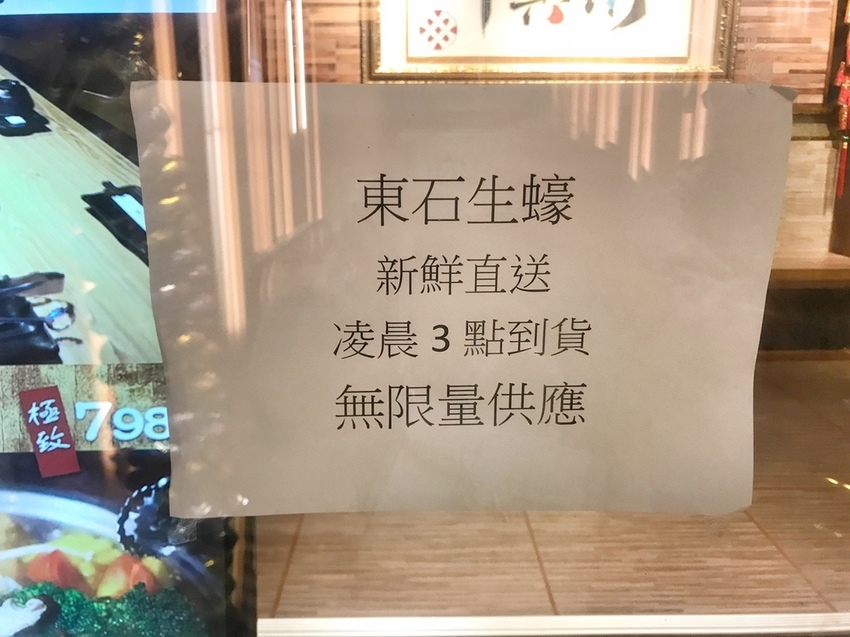 東石生蠔
新鮮直送
凌晨 3 點到貨
無限量供應
極致
798